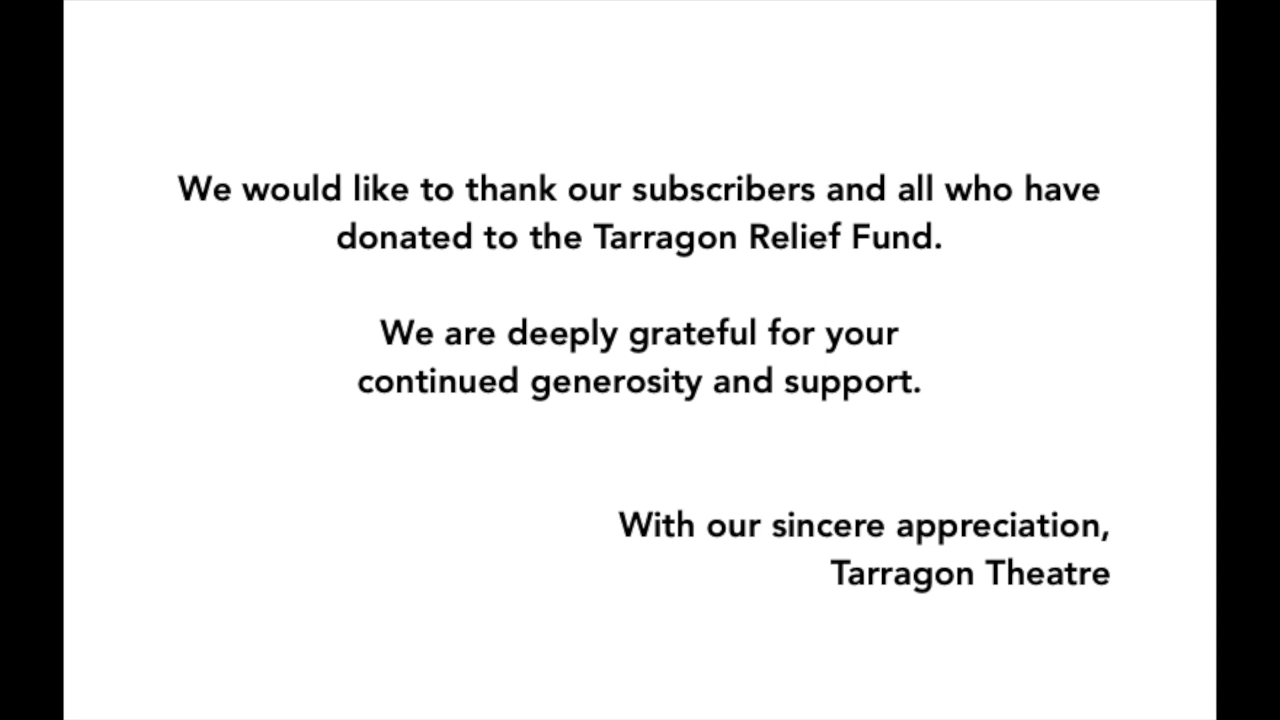 We would like to thank our subscribers and all who have
donated to the Tarragon Relief Fund.
We are deeply grateful for your
continued generosity and support.
With our sincere appreciation,
Tarragon Theatre